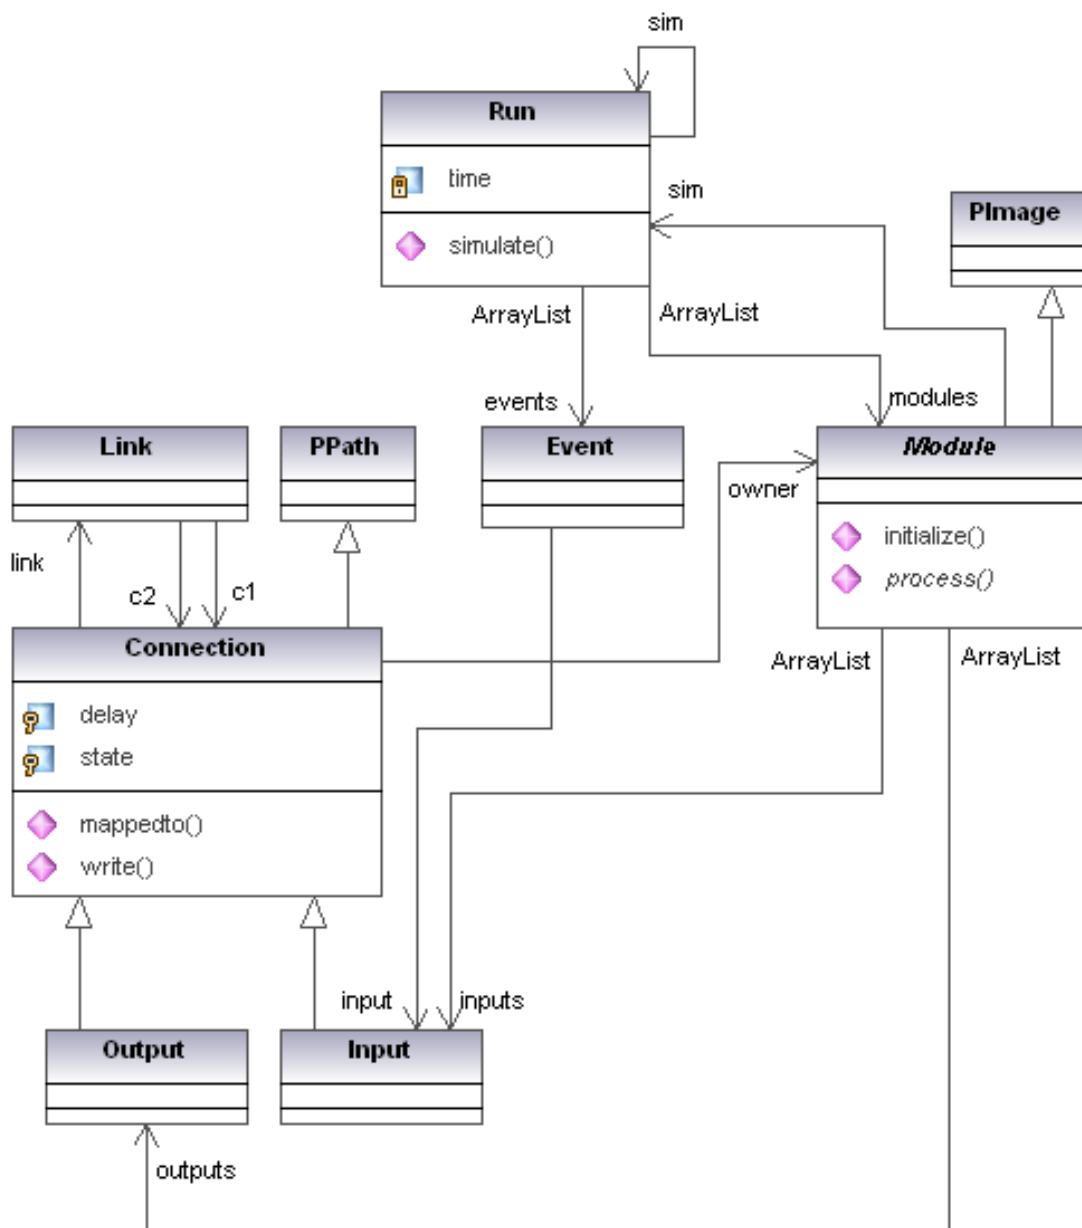 sim
Run
time
sim
PImage
simulate()
ArrayList
ArrayList
events
modules
Link
PPath
Event
Module
owner
link
initialize()
c2
c1
process()
Connection
ArrayList
ArrayList
delay
state
mappedto()
write()
input
inputs
Output
Input
outputs